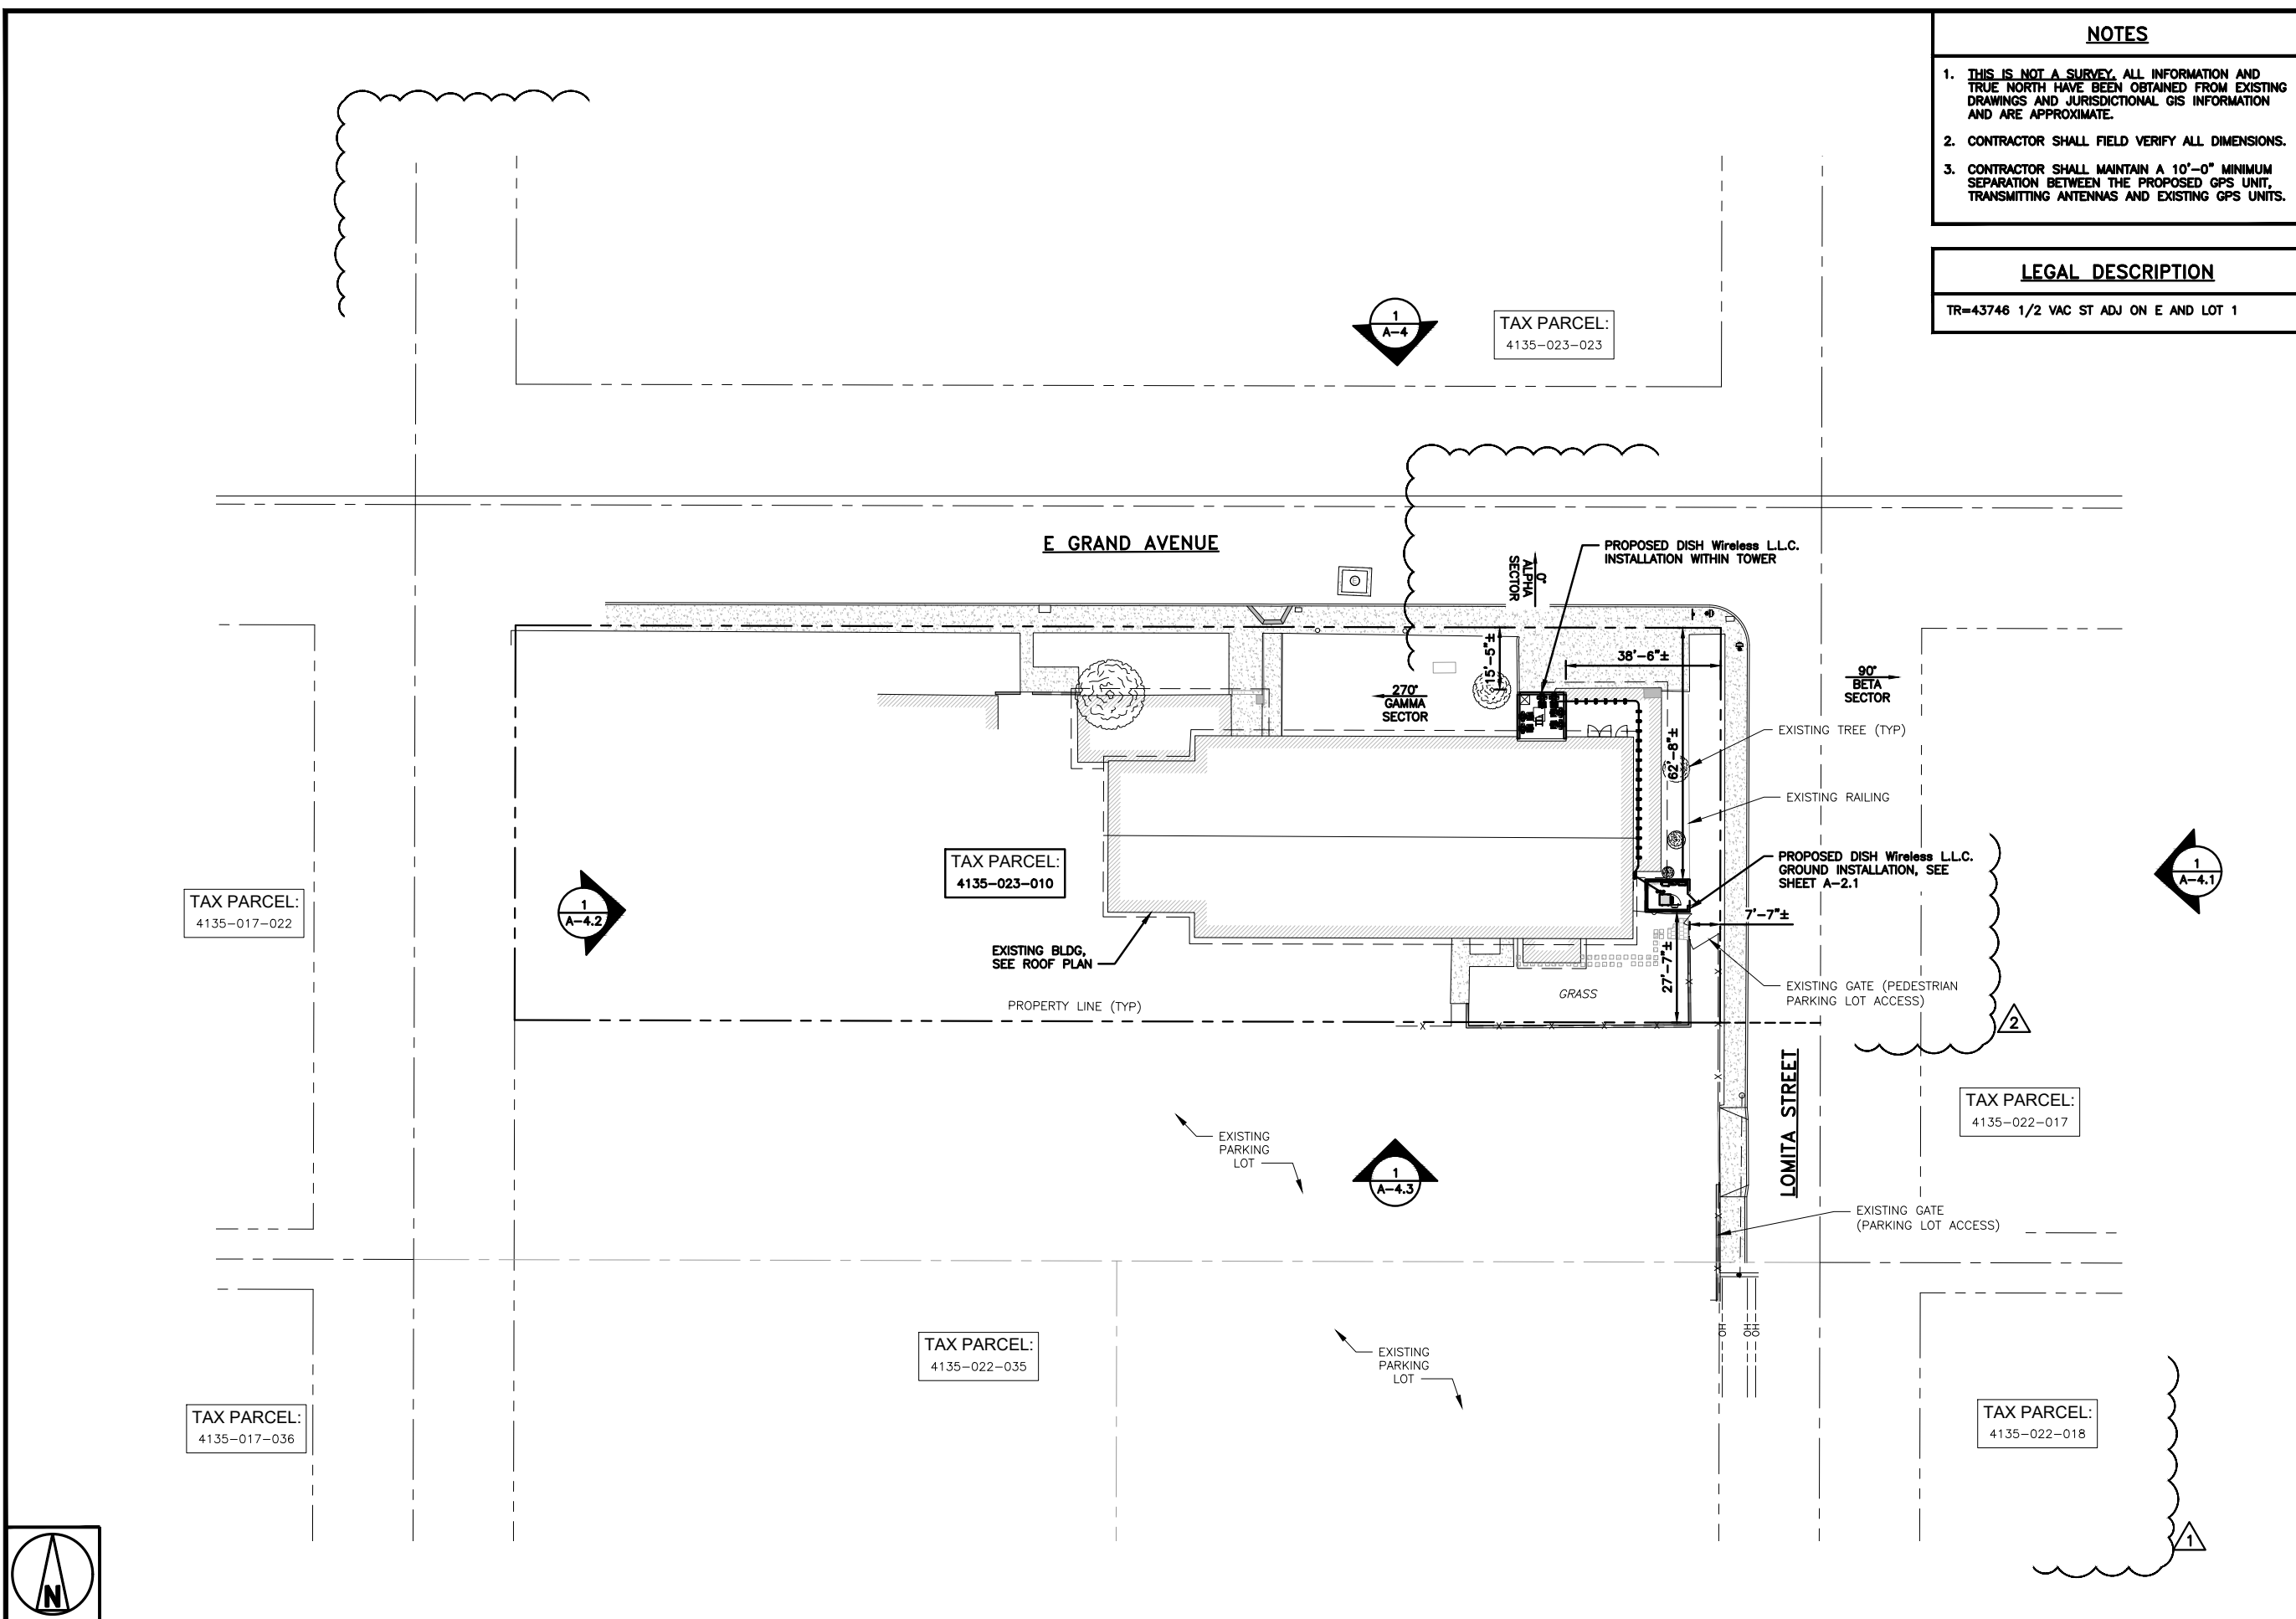 NOTES
1. THIS IS NOT A SURVEY. ALL INFORMATION AND
TRUE NORTH HAVE BEEN OBTAINED FROM EXISTING
DRAWINGS AND JURISDICTIONAL GIS INFORMATION
AND ARE APPROXIMATE.
2. CONTRACTOR SHALL FIELD VERIFY ALL DIMENSIONS.
3. CONTRACTOR SHALL MAINTAIN A 10'-0" MINIMUM
SEPARATION BETWEEN THE PROPOSED GPS UNIT,
TRANSMITTING ANTENNAS AND EXISTING GPS UNITS.
LEGAL DESCRIPTION
TR=43746 1/2 VAC ST ADJ ON E AND LOT 1
1
A-4
TAX PARCEL:
4135-023-023
E GRAND AVENUE
PROPOSED DISH Wireless L.L.C.
INSTALLATION WITHIN TOWER
0°
ALPHA
SECTOR
15'-5"±
38'-6"±
270°
GAMMA
SECTOR
90°
BETA
SECTOR
62'-8"±
EXISTING TREE (TYP)
EXISTING RAILING
PROPOSED DISH Wireless L.L.C.
GROUND INSTALLATION, SEE
SHEET A-2.1
7'-7"±
27'-7"±
1
A-4.1
TAX PARCEL:
4135-023-010
TAX PARCEL:
4135-017-022
1
A-4.2
EXISTING BLDG,
SEE ROOF PLAN
GRASS
EXISTING GATE (PEDESTRIAN
PARKING LOT ACCESS)
PROPERTY LINE (TYP)
2
LOMITA STREET
TAX PARCEL:
4135-022-017
EXISTING
PARKING
LOT
1
A-4.3
EXISTING GATE
(PARKING LOT ACCESS)
OH
OH
OH
TAX PARCEL:
4135-022-035
EXISTING
PARKING
LOT
TAX PARCEL:
4135-017-036
TAX PARCEL:
4135-022-018
1
N